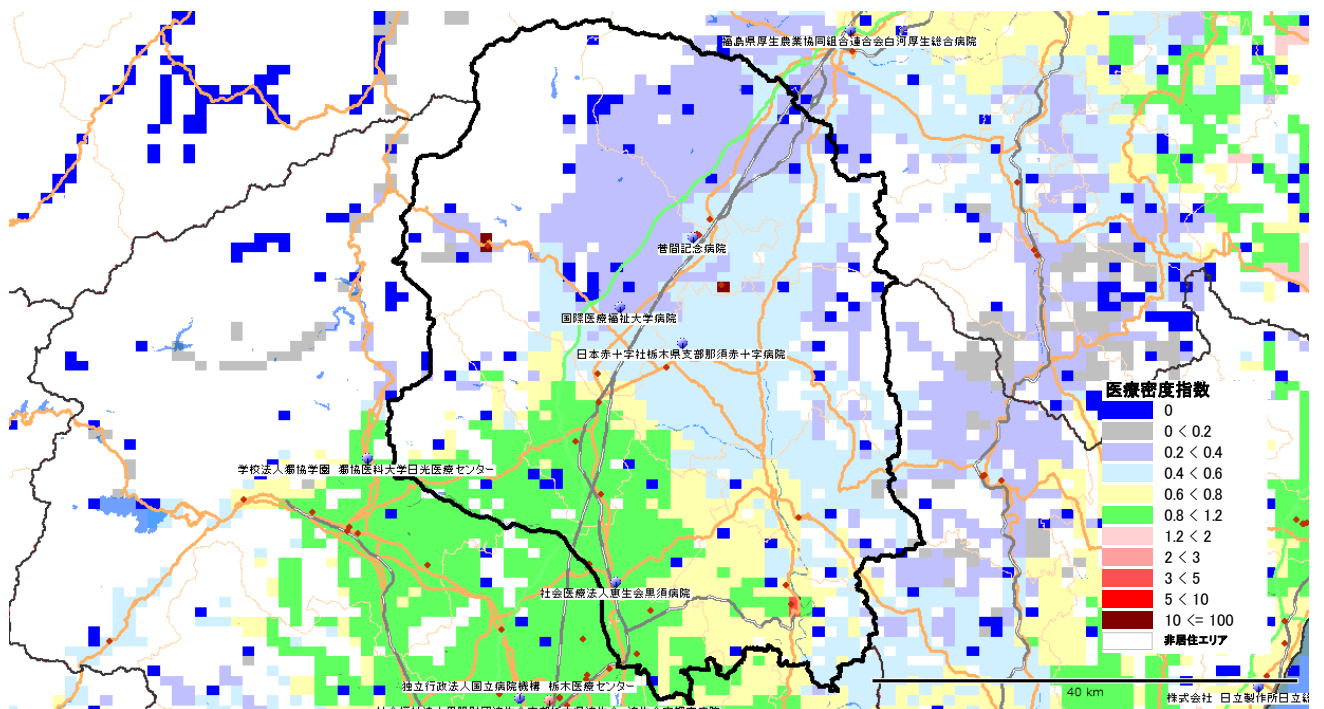 福島県厚生農業協同組合連合会白河厚生総合病院
菅間記念病院
国際医療福祉大学病院
日本赤十字社栃木県支部那須赤十字病院
学校法人獨協学園 獨協医科大学日光医療センター
社会医療法人恵生会黒須病院
独立行政法人国立病院機構 栃木医療センター
医療密度指数
0
0 < 0.2
0.2 < 0.4
0.4 < 0.6
0.6 < 0.8
0.8 < 1.2
1.2 < 2
2 < 3
3 < 5
5 < 10
10 <= 100
非居住エリア
40 km
株式会社 日立製作所日立総